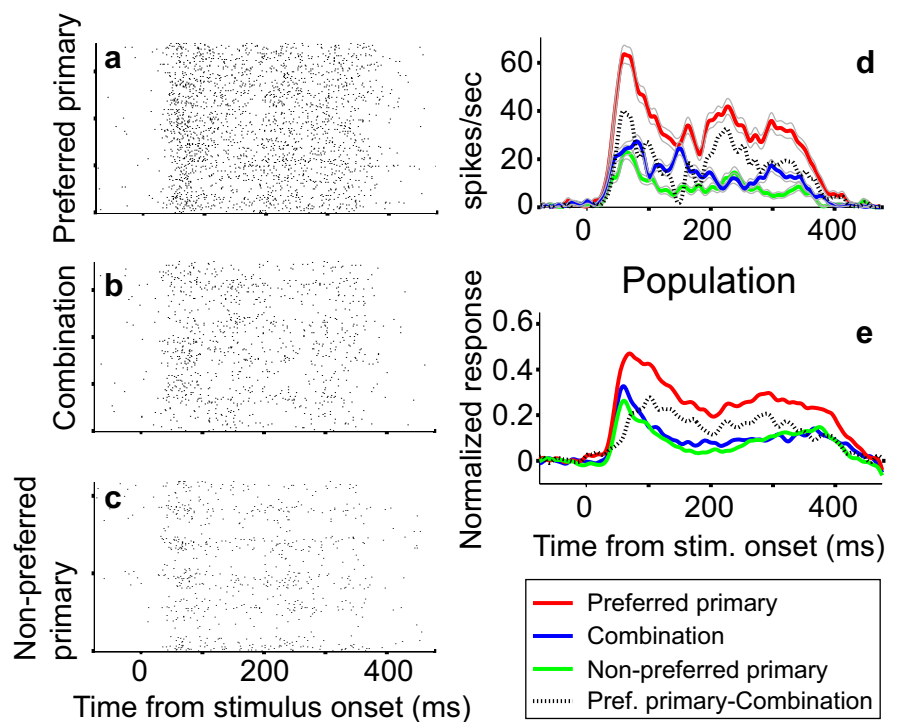 a
Preferred primary
b
Combination
c
Non-preferred
primary
0
200
400
Time from stimulus onset (ms)
d
spikes/sec
60
40
20
0
0
200
400
Population
e
Normalized response
0.6
0.4
0.2
0
0
200
400
Time from stim. onset (ms)
Preferred primary
Combination
Non-preferred primary
Pref. primary-Combination